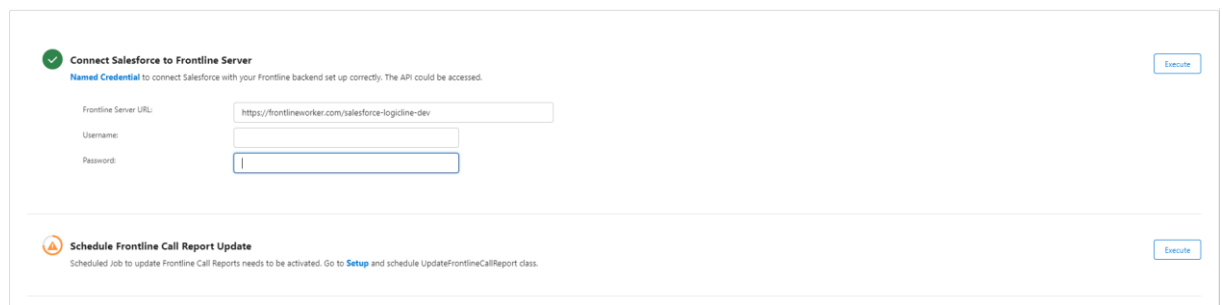 Connect Salesforce to Frontline Server
Execute
Named Credential to connect Salesforce with your Frontline backend set up correctly. The API could be accessed.
Frontline Server URL:
https://frontlineworker.com/salesforce-logicline-dev
Username:
Password:
Schedule Frontline Call Report Update
Execute
Scheduled Job to update Frontline Call Reports needs to be activated. Go to Setup and schedule UpdateFrontlineCallReport class.